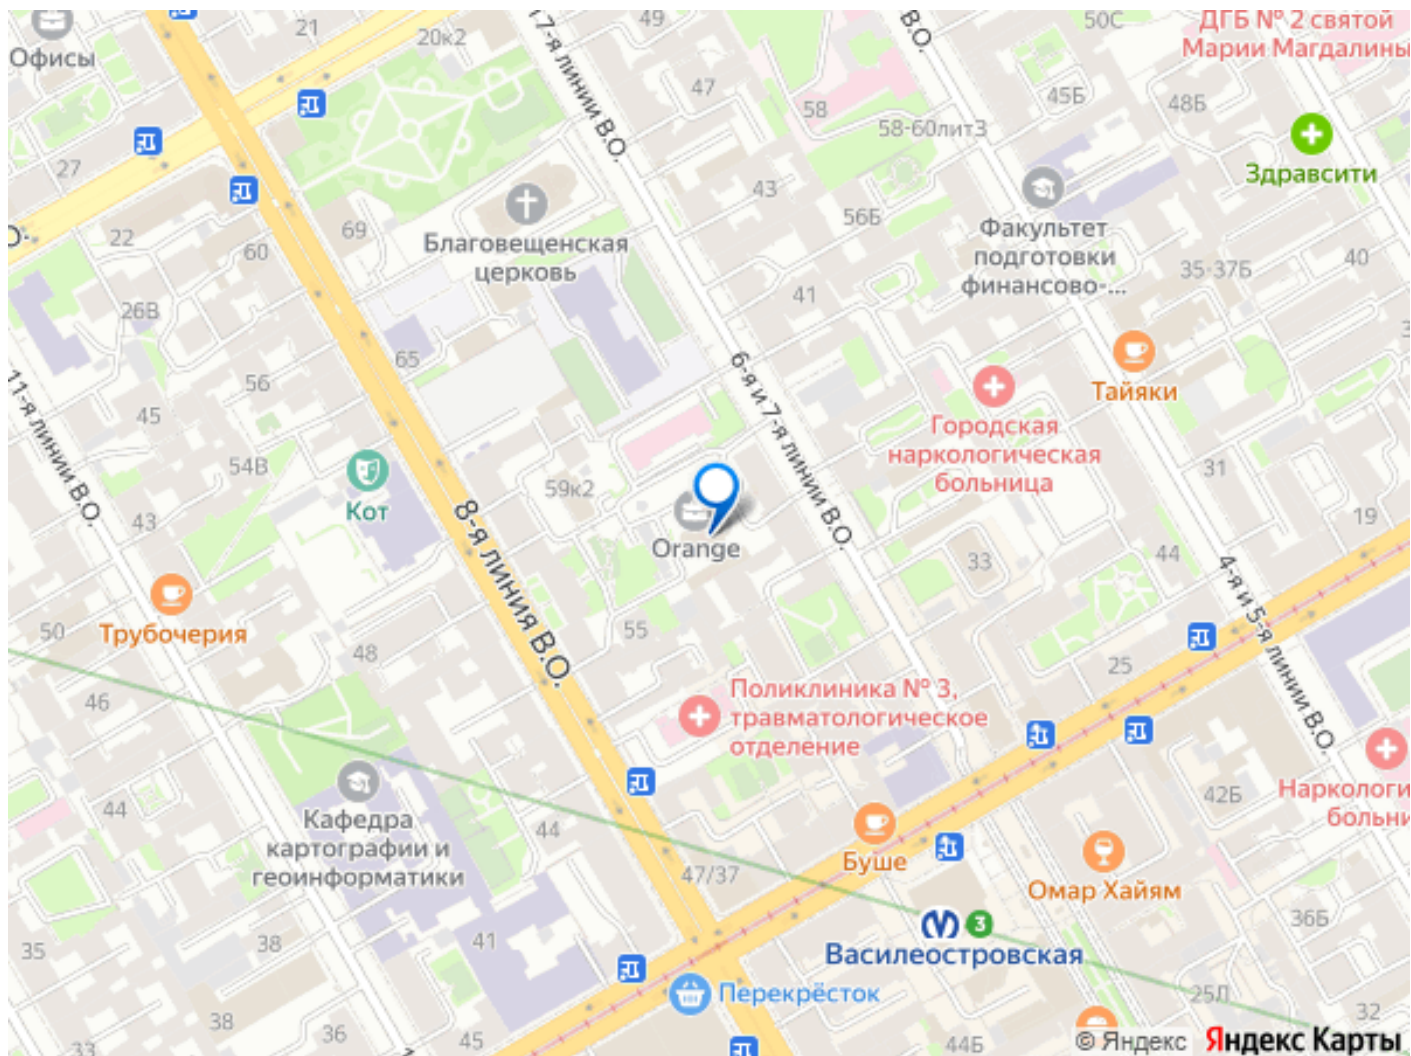 Офисы
21
20к2
17-я линии В.О.
49
В.О.
50С
ДГБ № 2 святой
Марии Магдалины
47
58
45Б
48Б
58-60лит3
Здравсити
27
43
56Б
Факультет
подготовки
финансово-...
35-37Б
40
22
60
69
Благовещенская
церковь
26В
41
65
6-я и 7-я линии В.О.
Тайяки
56
45
11-я линии В.О.
Городская
наркологическая
больница
54В
31
Кот
59к2
43
8-я линия В.О.
Orange
33
44
19
4-я и 5-я линии В.О.
Трубочерия
50
55
48
25
46
Поликлиника № 3,
травматологическое
отделение
44
Кафедра
картографии и
геоинформатики
44
42Б
Наркологи
больни
47/37
Буше
Омар Хайям
36Б
35
38
41
3
Василеостровская
Перекрёсток
25Л
32
38
36
45
44Б
33
© Яндекс Яндекс Карты